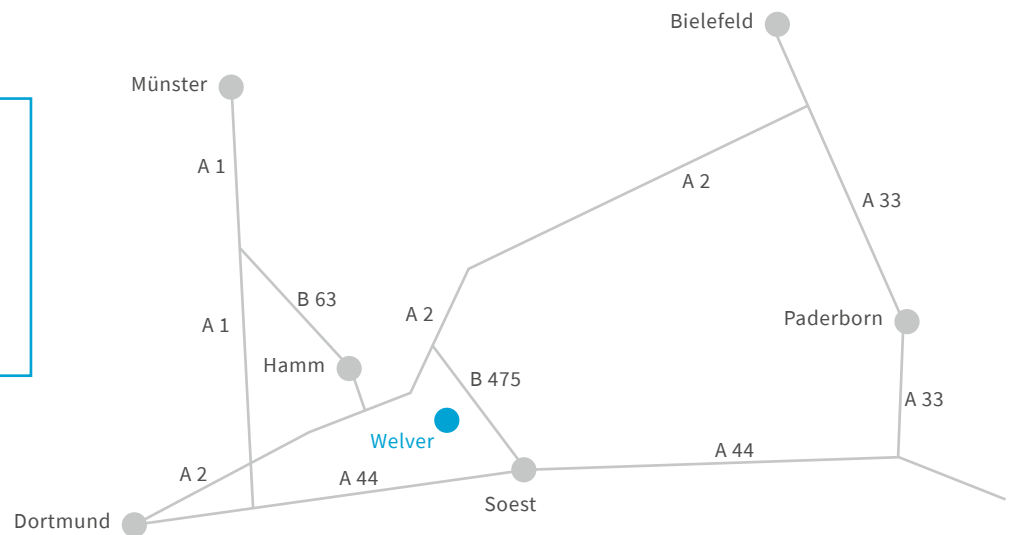 Bielefeld
Münster
A 1
A 2
A 33
B 63
A 2
Paderborn
A 1
Hamm
B 475
A 33
Welver
A 44
A 2
A 44
Soest
Dortmund